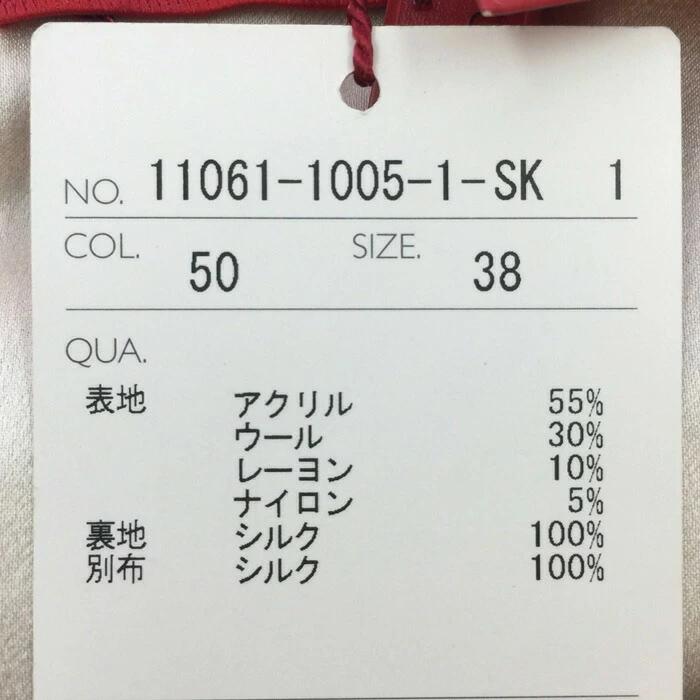 NO. 11061-1005-1-SK 1
COL. 50 SIZE. 38
QUA.
表地 アクリル 55%
ウール 30%
レーヨン 10%
ナイロン 5%
裏地 シルク 100%
別布 シルク 100%